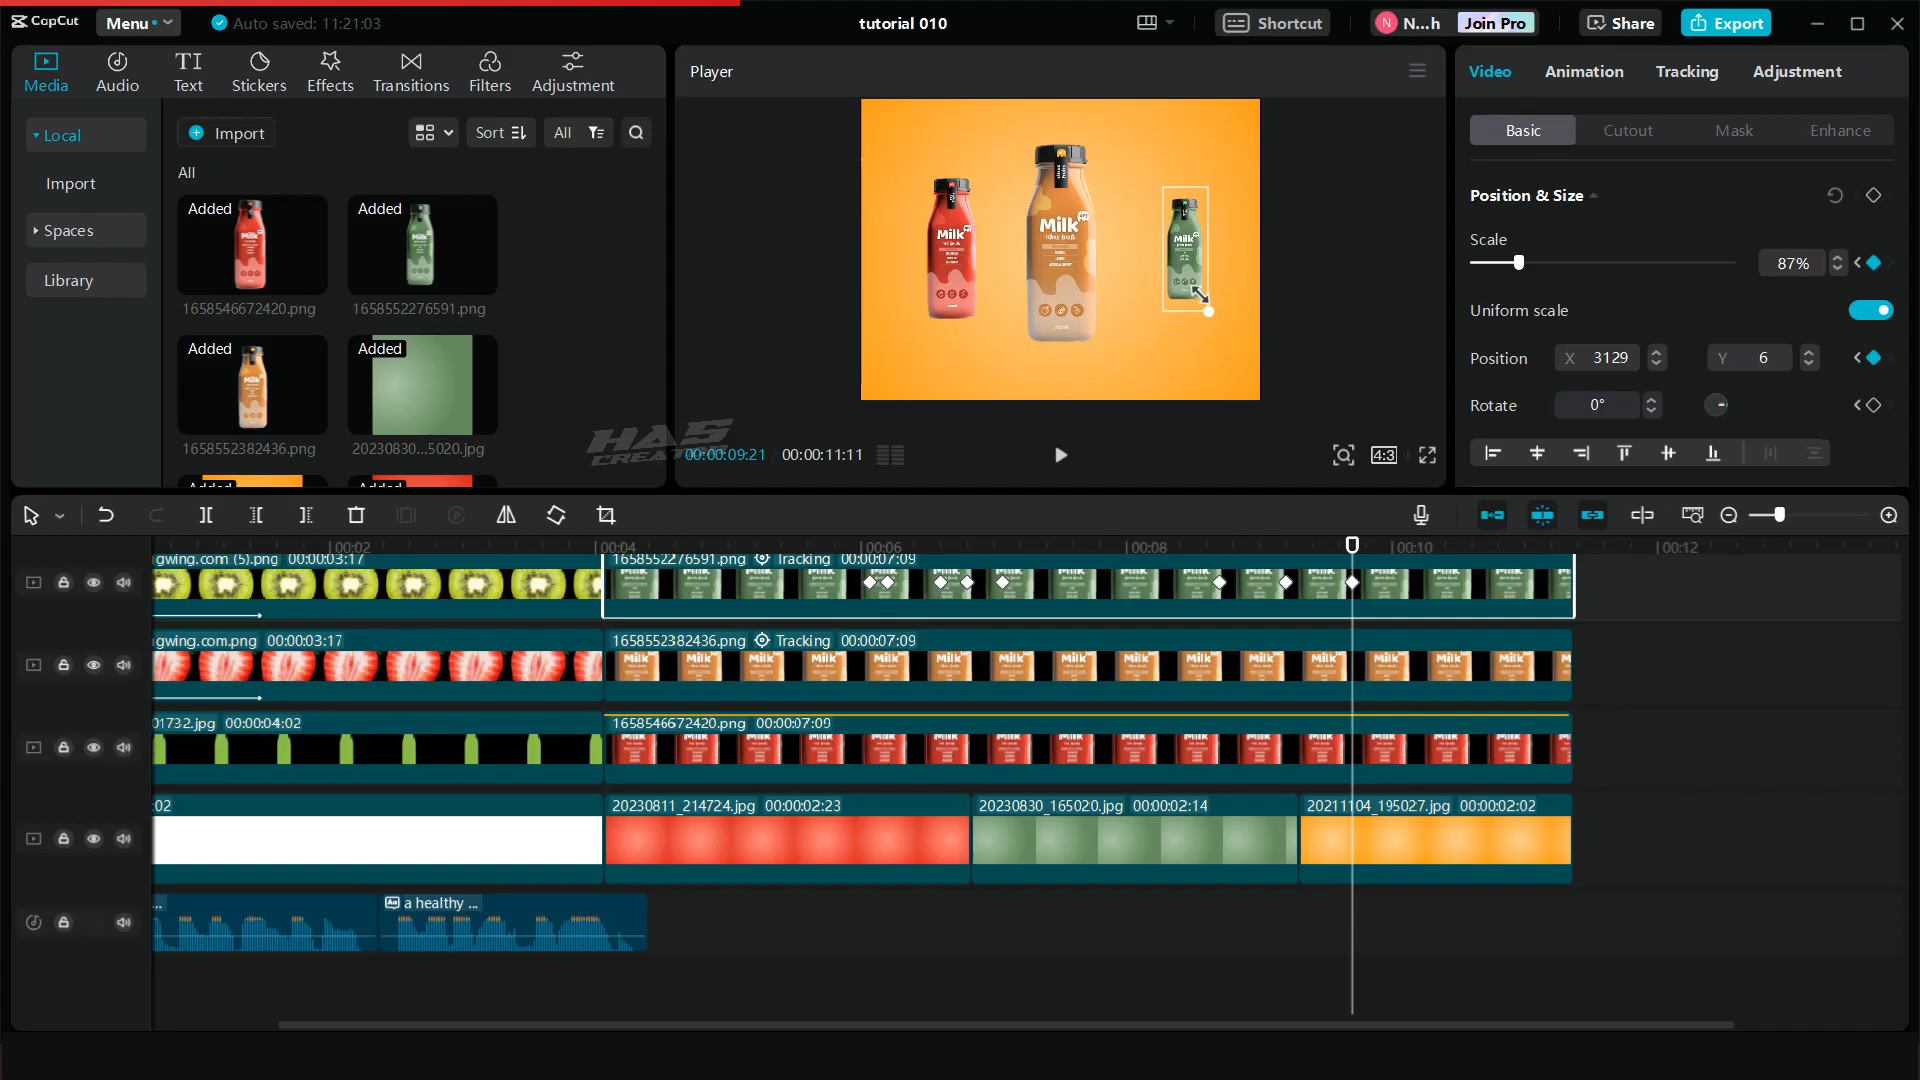 CapCut
Menu
Auto saved: 11:21:03
tutorial 010
Shortcut
N
N...h
Join Pro
Share
Export
Media
Audio
TI
Text
Stickers
Effects
Transitions
Filters
Adjustment
Local
Import
Spaces
Library
Import
Sort
All
All
Added
1658546672420.png
Added
1658552276591.png
Added
1658552382436.png
Added
20230830...5020.jpg
Added
Added
Player
Milk
Milk
Milk
HAS
CREATOR
00:00:09:21
00:00:11:11
4:3
Video
Animation
Tracking
Adjustment
Basic
Cutout
Mask
Enhance
Position & Size
Scale
87%
Uniform scale
Position
X 3129
Y 6
Rotate
0°
00:02
00:04
00:06
00:08
00:10
00:12
gwing.com (5).png 00:00:03:17
1658552276591.png Tracking 00:00:07:09
gwing.com.png 00:00:03:17
1658552382436.png Tracking 00:00:07:09
01732.jpg 00:00:04:02
1658546672420.png 00:00:07:09
:02
20230811_214724.jpg 00:00:02:23
20230830_165020.jpg 00:00:02:14
20211104_195027.jpg 00:00:02:02
...
a healthy ...